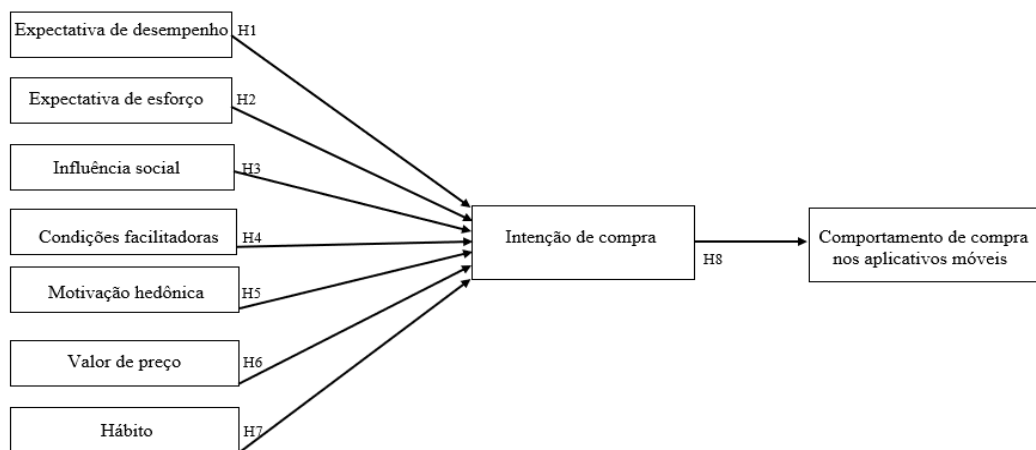 Expectativa de desempenho
H1
Expectativa de esforço
H2
Influência social
H3
Condições facilitadoras
H4
Motivação hedônica
H5
Valor de preço
H6
Hábito
H7
Intenção de compra
H8
Comportamento de compra
nos aplicativos móveis